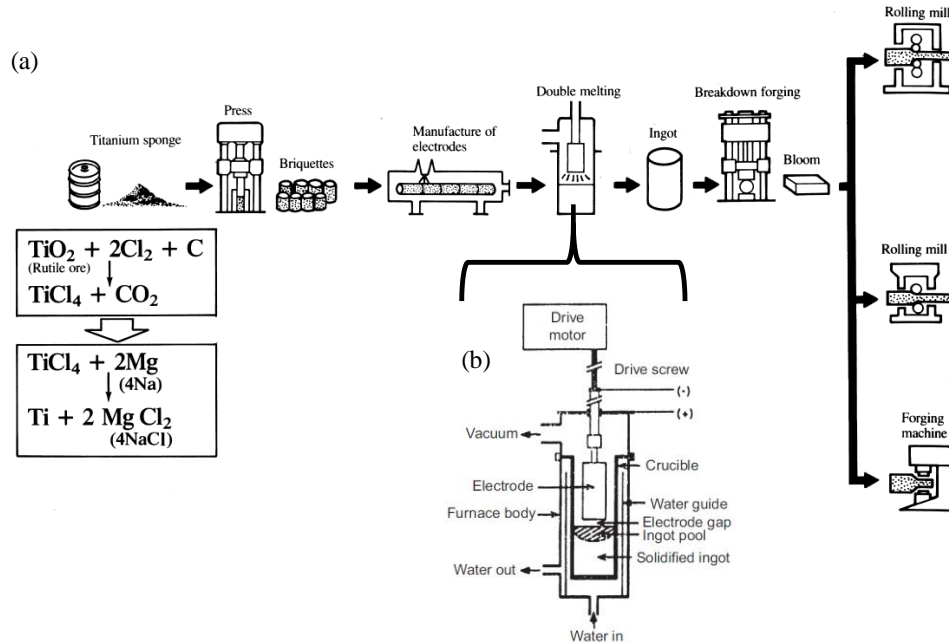 (a)
Titanium sponge
Press
Briquettes
Manufacture of
electrodes
Double melting
Ingot
Breakdown forging
Bloom
Rolling mill
Rolling mill
Forging
machine
TiO2 + 2Cl2 + C
(Rutile ore)
TiCl4 + CO2
TiCl4 + 2Mg
(4Na)
Ti + 2 Mg Cl2
(4NaCl)
(b)
Drive
motor
Drive screw
(-)
(+)
Vacuum
Crucible
Electrode
Water guide
Furnace body
Electrode gap
Ingot pool
Solidified ingot
Water out
Water in